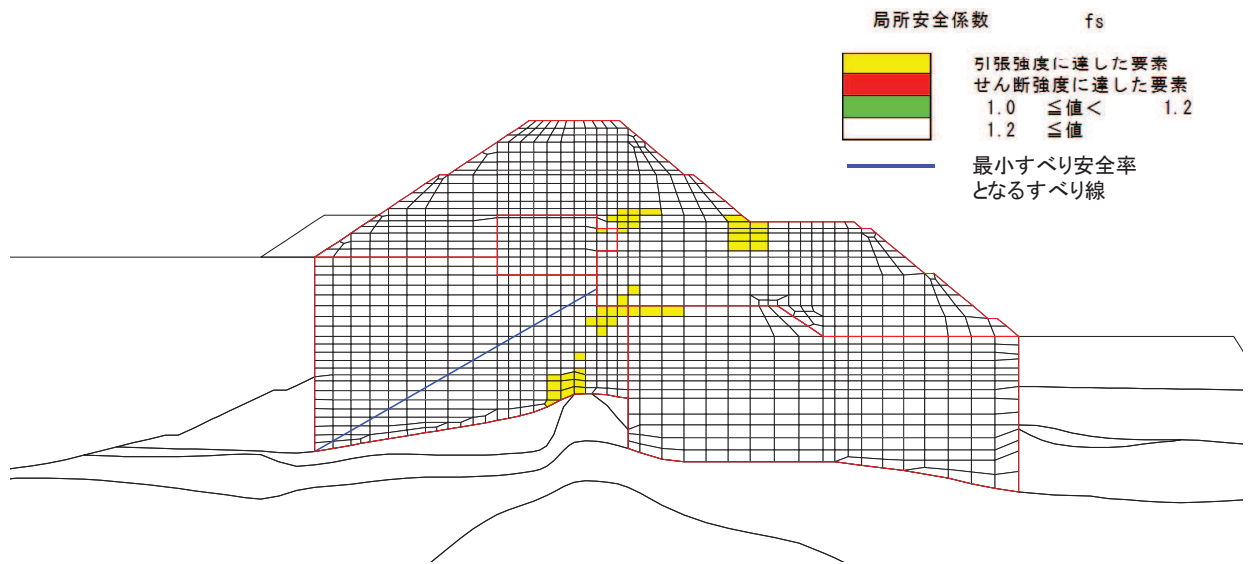 局所安全係数 fs
引張強度に達した要素
せん断強度に達した要素
1.0 ≦値< 1.2
1.2 ≦値
最小すべり安全率
となるすべり線